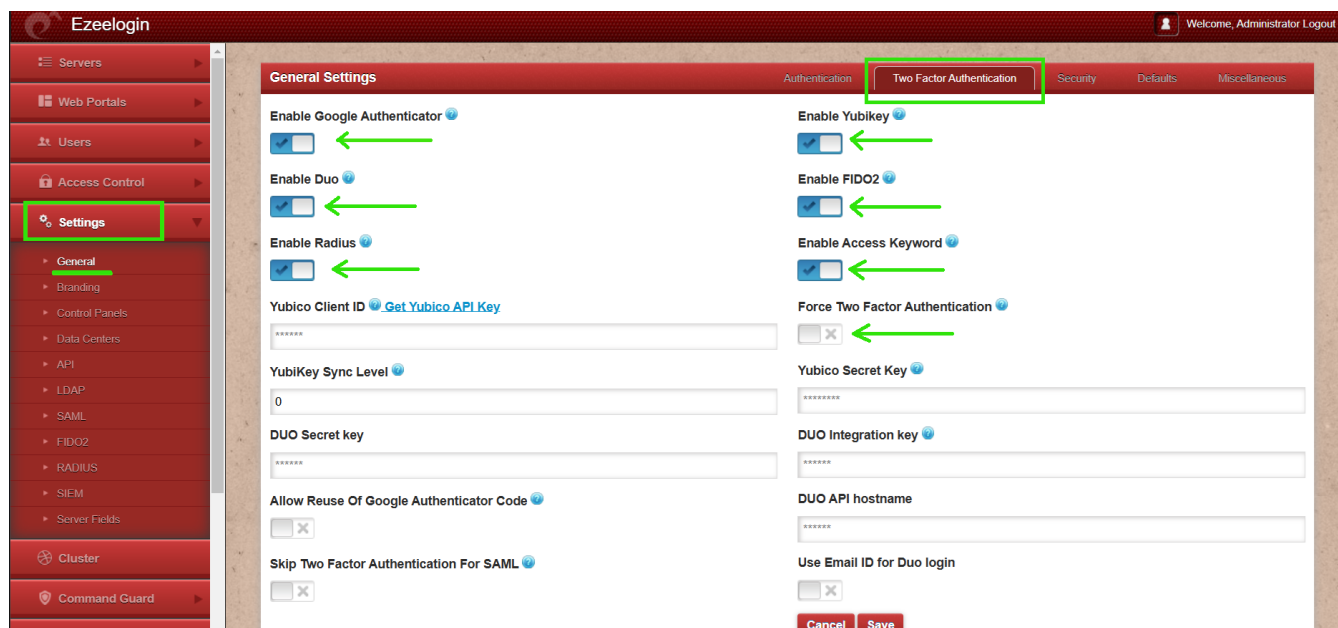 Ezeelogin
Welcome, Administrator Logout
Servers
Web Portals
Users
Access Control
Settings
General
Branding
Control Panels
Data Centers
API
LDAP
SAML
FIDO2
RADIUS
SIEM
Server Fields
Cluster
Command Guard
General Settings
Authentication
Two Factor Authentication
Security
Defaults
Miscellaneous
Enable Google Authenticator
Enable Yubikey
Enable Duo
Enable FIDO2
Enable Radius
Enable Access Keyword
Yubico Client ID Get Yubico API Key
******
Force Two Factor Authentication
YubiKey Sync Level
0
Yubico Secret Key
********
DUO Secret key
******
DUO Integration key
******
Allow Reuse Of Google Authenticator Code
DUO API hostname
******
Skip Two Factor Authentication For SAML
Use Email ID for Duo login
Cancel Save